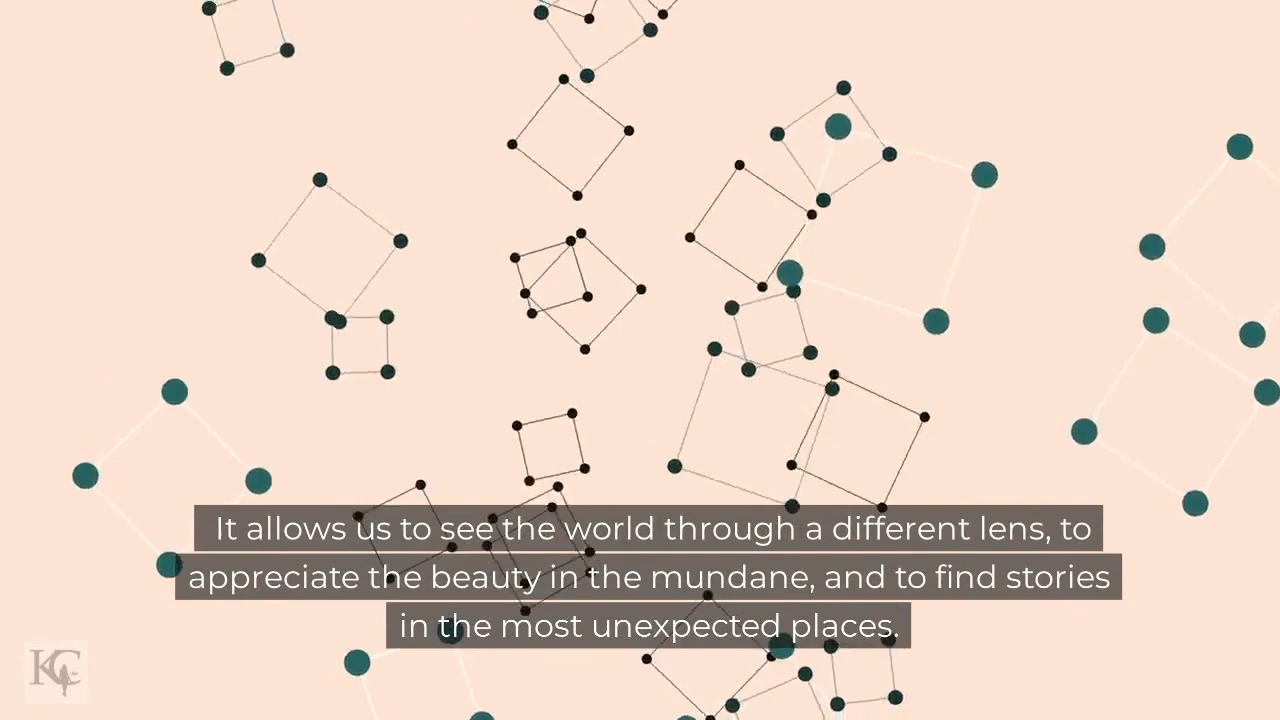 It allows us to see the world through a different lens, to
appreciate the beauty in the mundane, and to find stories
in the most unexpected places.
KC